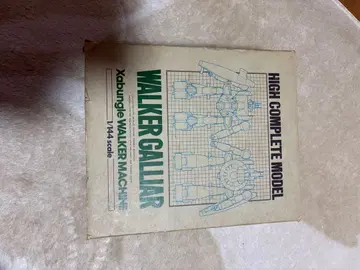 HIGH COMPLETE MODEL
WALKER GALLIAR
Xabungle WALKER MACHINE
1/144 scale